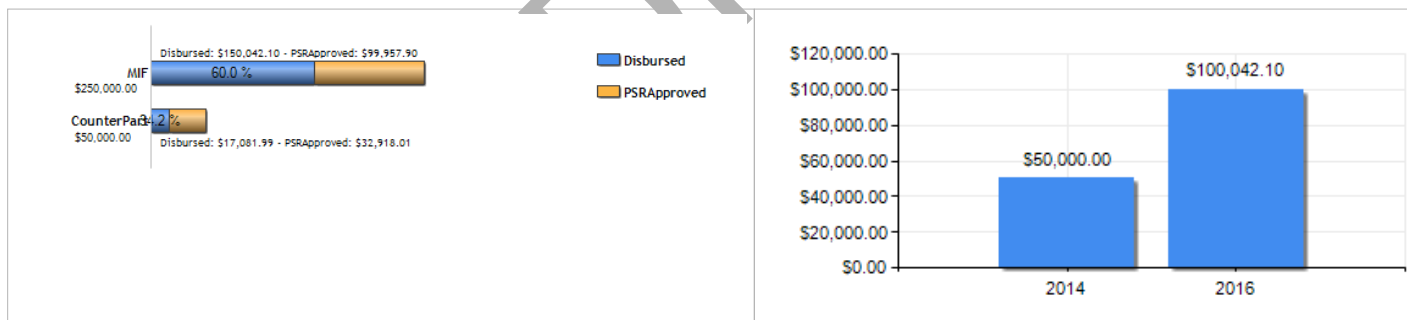 Disbursed: $150,042.10 - PSRApproved: $99,957.90
MIF
60.0 %
$250,000.00
CounterPart
34.2 %
$50,000.00
Disbursed: $17,081.99 - PSRApproved: $32,918.01
Disbursed
PSRApproved
$120,000.00
$100,000.00
$80,000.00
$60,000.00
$40,000.00
$20,000.00
$0.00
$50,000.00
$100,042.10
2014
2016